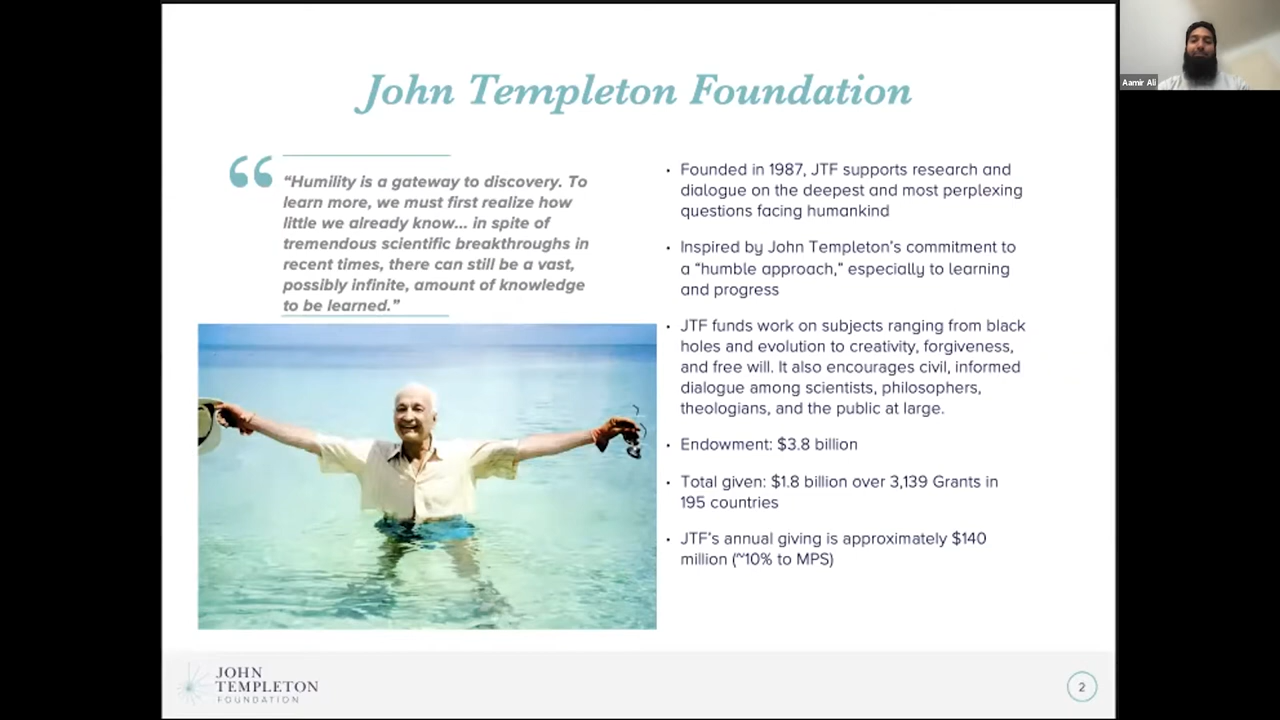 John Templeton Foundation
“
“Humility is a gateway to discovery. To
learn more, we must first realize how
little we already know... in spite of
tremendous scientific breakthroughs in
recent times, there can still be a vast,
possibly infinite, amount of knowledge
to be learned.”
• Founded in 1987, JTF supports research and
dialogue on the deepest and most perplexing
questions facing humankind
• Inspired by John Templeton’s commitment to
a “humble approach,” especially to learning
and progress
• JTF funds work on subjects ranging from black
holes and evolution to creativity, forgiveness,
and free will. It also encourages civil, informed
dialogue among scientists, philosophers,
theologians, and the public at large.
• Endowment: $3.8 billion
• Total given: $1.8 billion over 3,139 Grants in
195 countries
• JTF’s annual giving is approximately $140
million (~10% to MPS)
JOHN
TEMPLETON
FOUNDATION
2
Aamir Ali